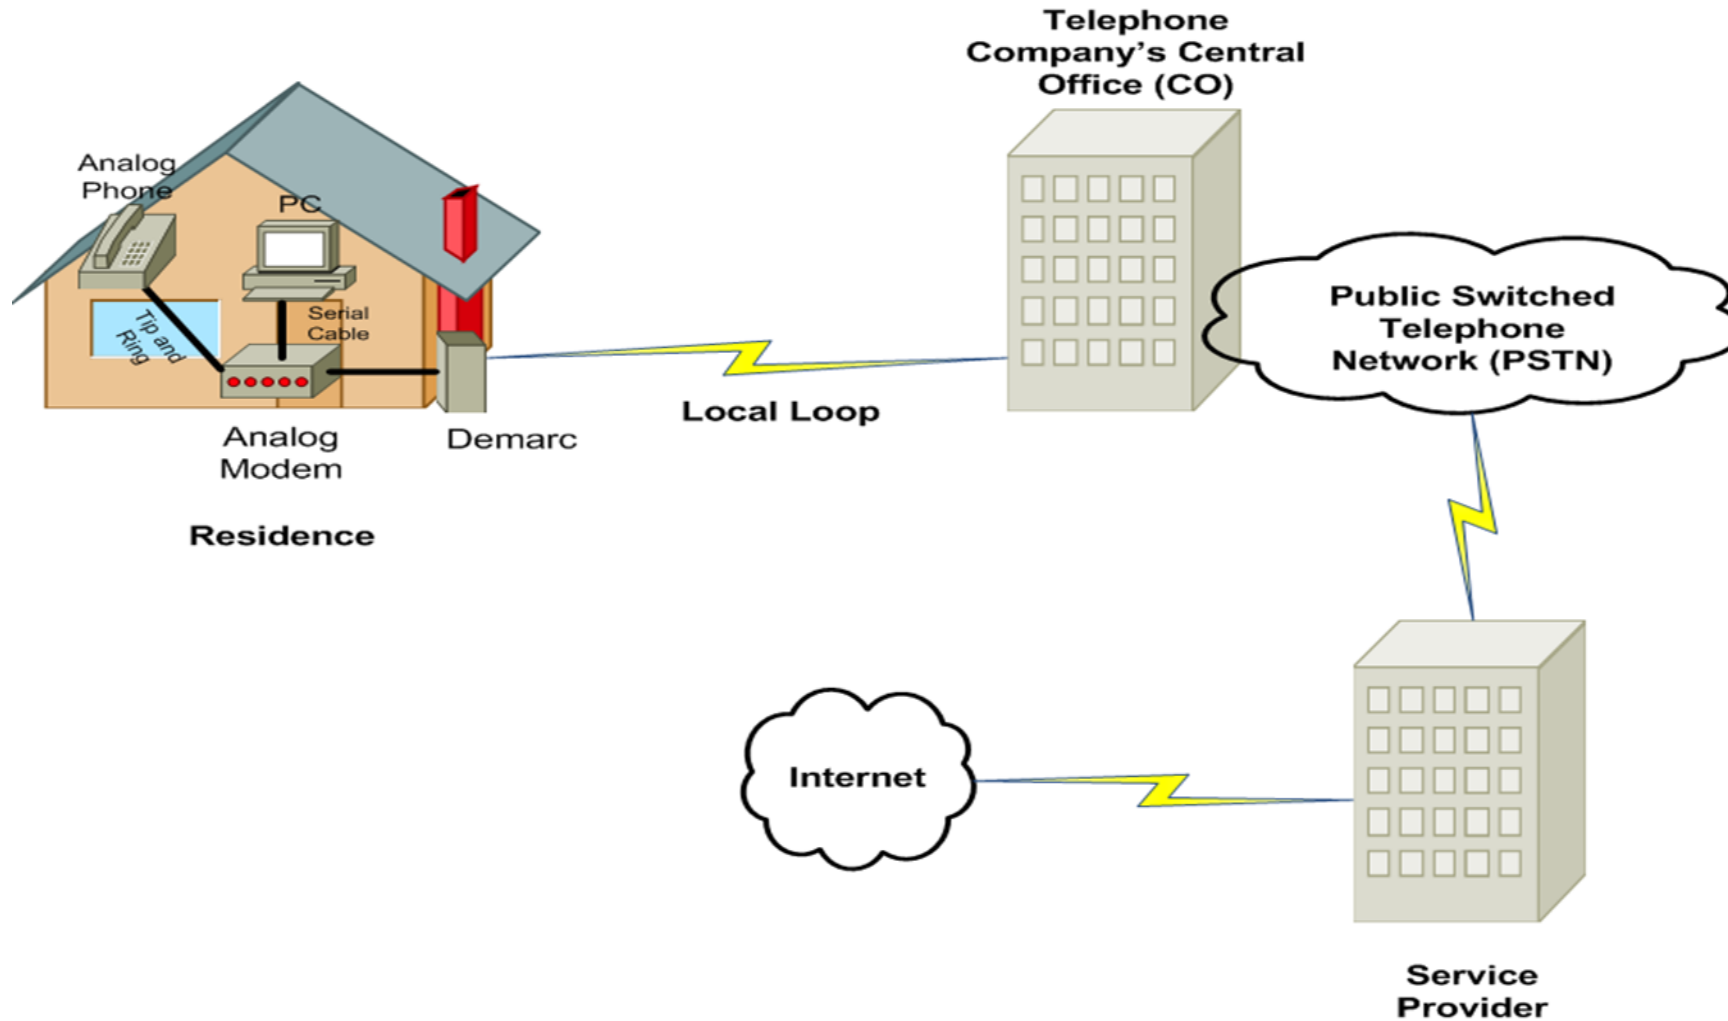 Telephone
Company’s Central
Office (CO)
Analog
Phone
PC
Serial
Cable
Tip and
Ring
Public Switched
Telephone
Network (PSTN)
Local Loop
Analog
Modem
Demarc
Residence
Internet
Service
Provider